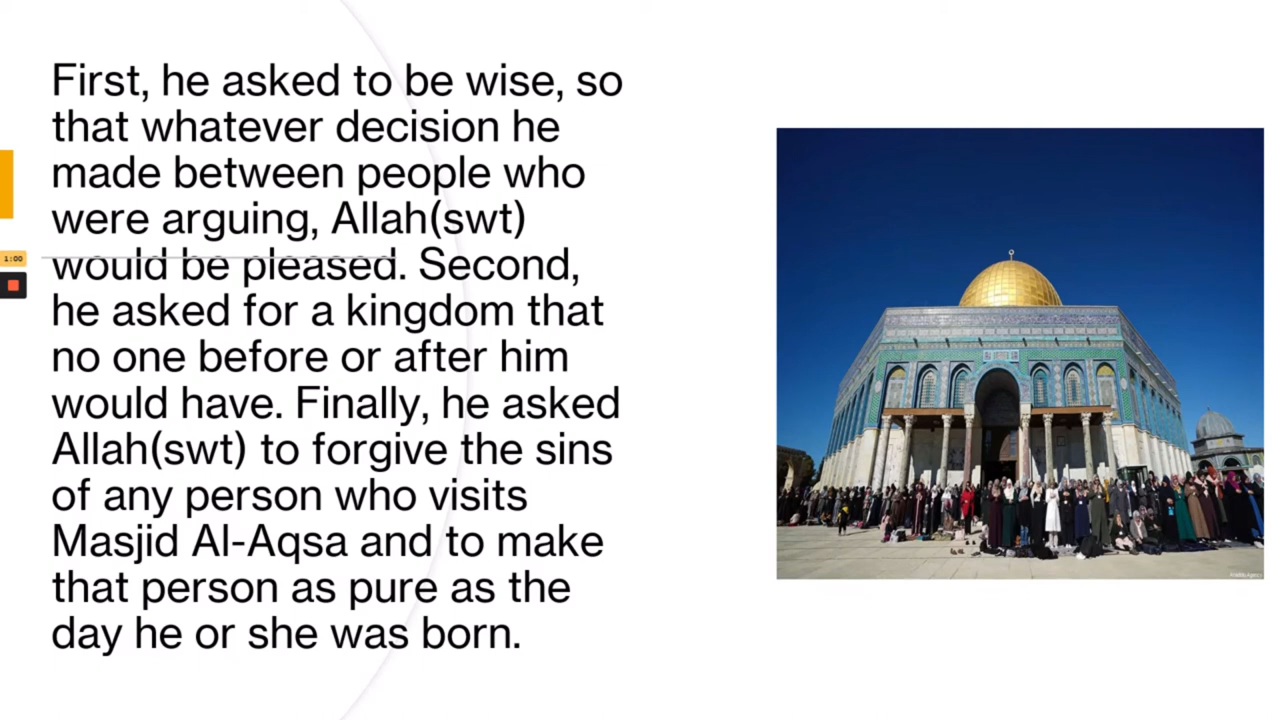 First, he asked to be wise, so
that whatever decision he
made between people who
were arguing, Allah(swt)
would be pleased. Second,
he asked for a kingdom that
no one before or after him
would have. Finally, he asked
Allah(swt) to forgive the sins
of any person who visits
Masjid Al-Aqsa and to make
that person as pure as the
day he or she was born.
1:00